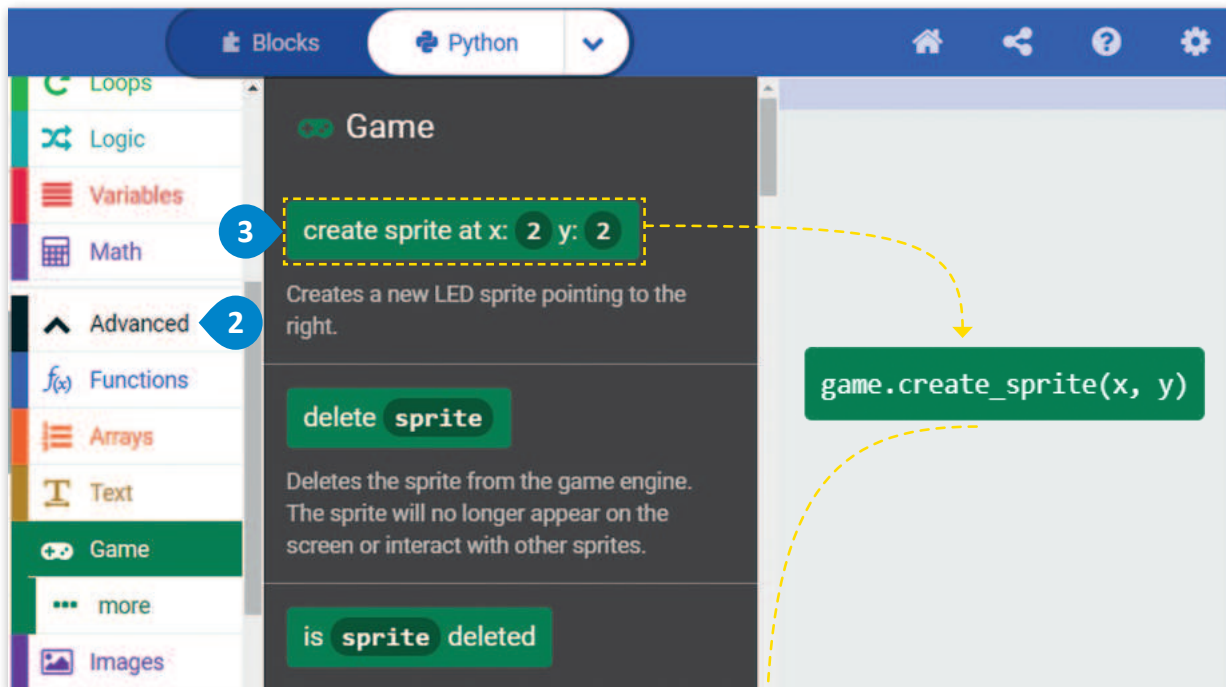 Blocks
Python
Loops
Logic
Variables
Math
Advanced
2
f(x) Functions
Arrays
Text
Game
more
Images
Game
3
create sprite at x: 2 y: 2
Creates a new LED sprite pointing to the
right.
delete sprite
Deletes the sprite from the game engine.
The sprite will no longer appear on the
screen or interact with other sprites.
is sprite deleted
game.create_sprite(x, y)